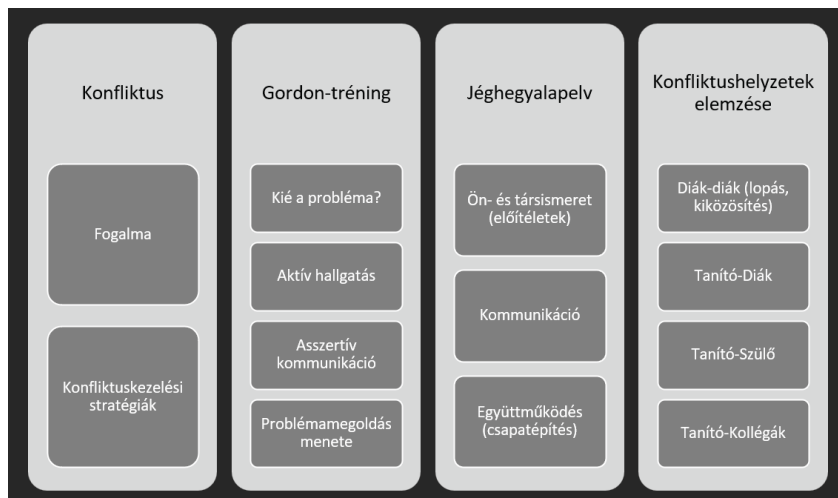 Konfliktus
Fogalma
Konfliktuskezelési
stratégiák
Gordon-tréning
Kié a probléma?
Aktív hallgatás
Asszertív
kommunikáció
Problémamegoldás
menete
Jéghegyalapelv
Ön- és társismeret
(előítéletek)
Kommunikáció
Együttműködés
(csapatépítés)
Konfliktushelyzetek
elemzése
Diák-diák (lopás,
kiközösítés)
Tanító-Diák
Tanító-Szülő
Tanító-Kollégák